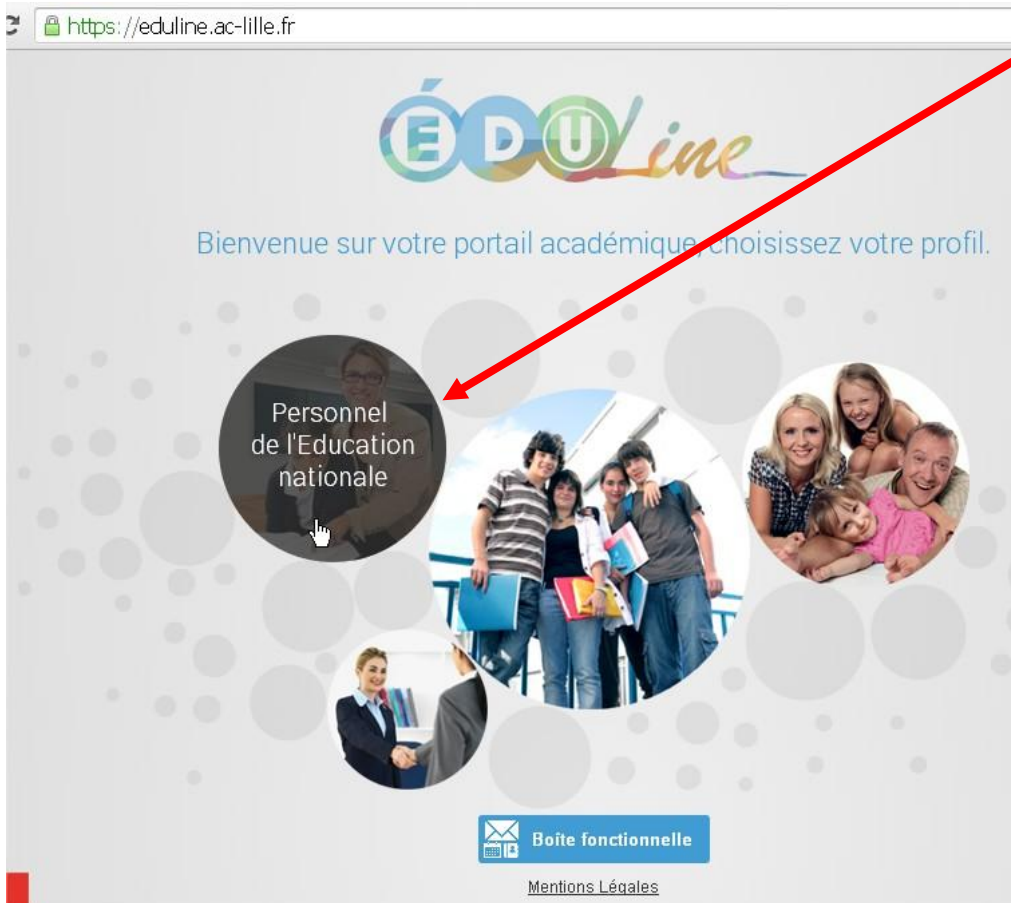 https://eduline.ac-lille.fr
ÉDULine
Bienvenue sur votre portail académique, choisissez votre profil.
Personnel
de l'Education
nationale
Boîte fonctionnelle
Mentions Légales